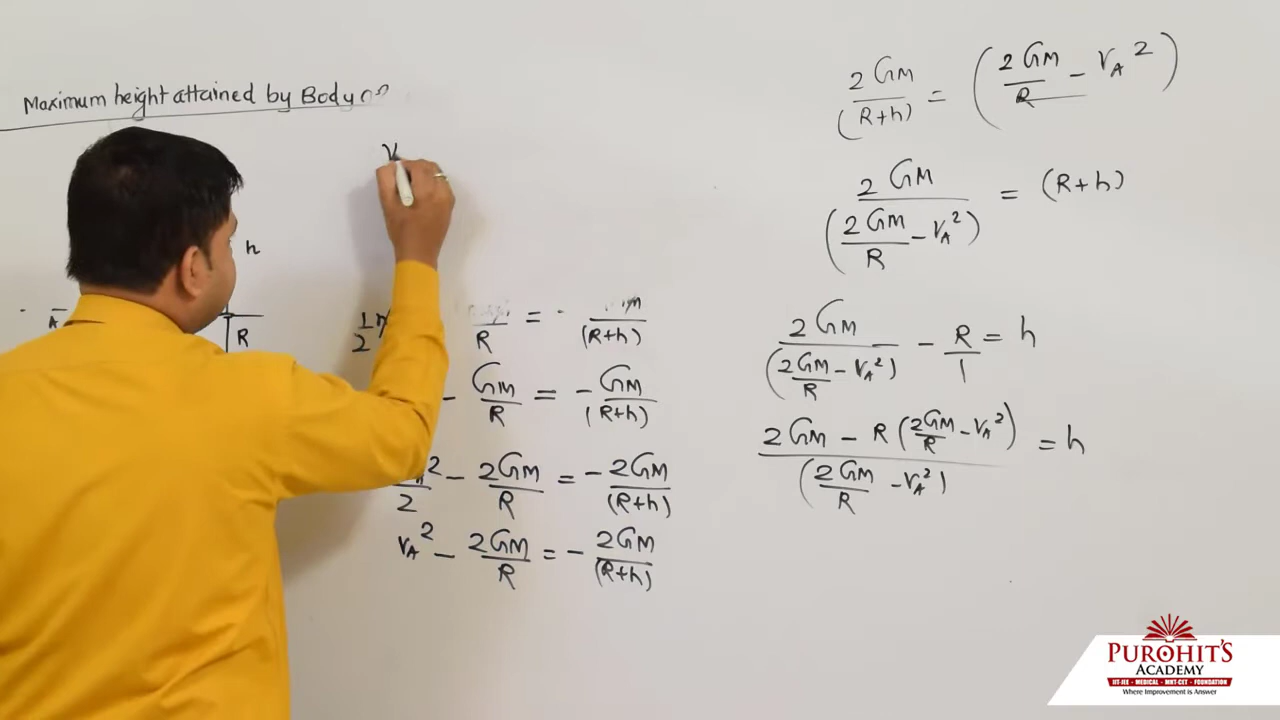 Maximum height attained by Body
V
h
A
R
1/2
R = - m/(R+h)
- GM/R = - GM/(R+h)
²/2 - 2GM/R = - 2GM/(R+h)
V_A² - 2GM/R = - 2GM/(R+h)
2GM/(R+h) = (2GM/R - V_A²)
2GM/(2GM/R - V_A²) = (R+h)
2GM/(2GM/R - V_A²) - R/1 = h
(2GM - R(2GM/R - V_A²))/(2GM/R - V_A²) = h
PUROHIT'S
ACADEMY
IIT-JEE • MEDICAL • MHT-CET • FOUNDATION
Where Improvement is Answer